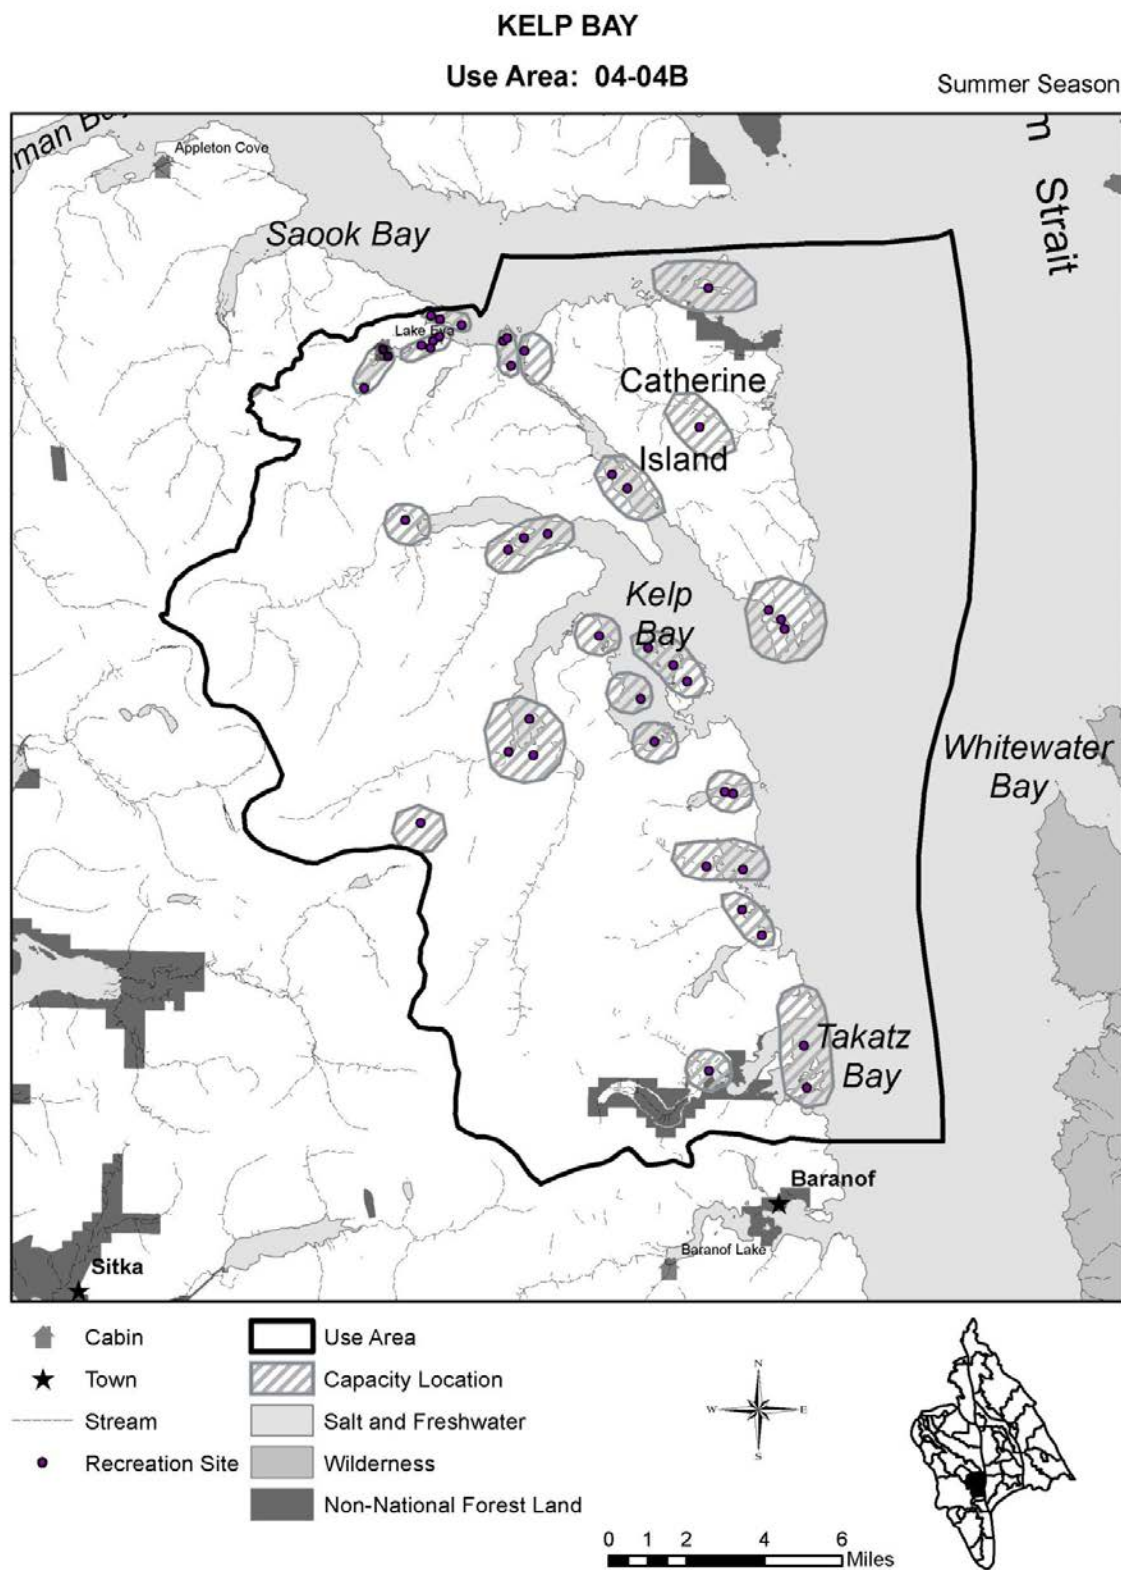 KELP BAY
Use Area: 04-04B
Summer Season
man Bay
Appleton Cove
m
Strait
Saook Bay
Lake Eva
Catherine
Island
Kelp
Bay
Whitewater
Bay
Takatz
Bay
Baranof
Baranof Lake
Sitka
Cabin
Town
Stream
Recreation Site
Use Area
Capacity Location
Salt and Freshwater
Wilderness
Non-National Forest Land
N
W E
S
0 1 2 4 6
Miles